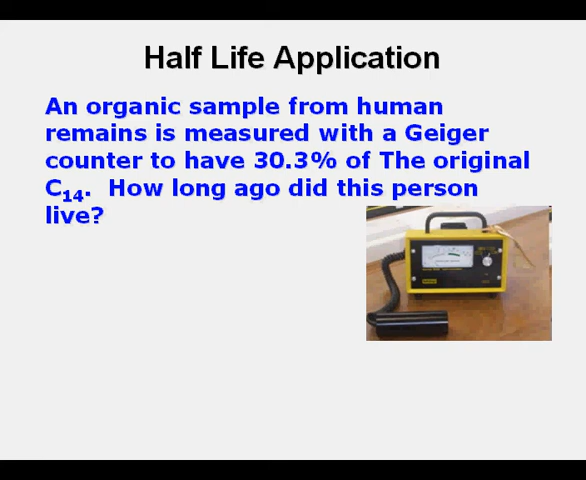 Half Life Application
An organic sample from human
remains is measured with a Geiger
counter to have 30.3% of The original
C₁₄. How long ago did this person
live?